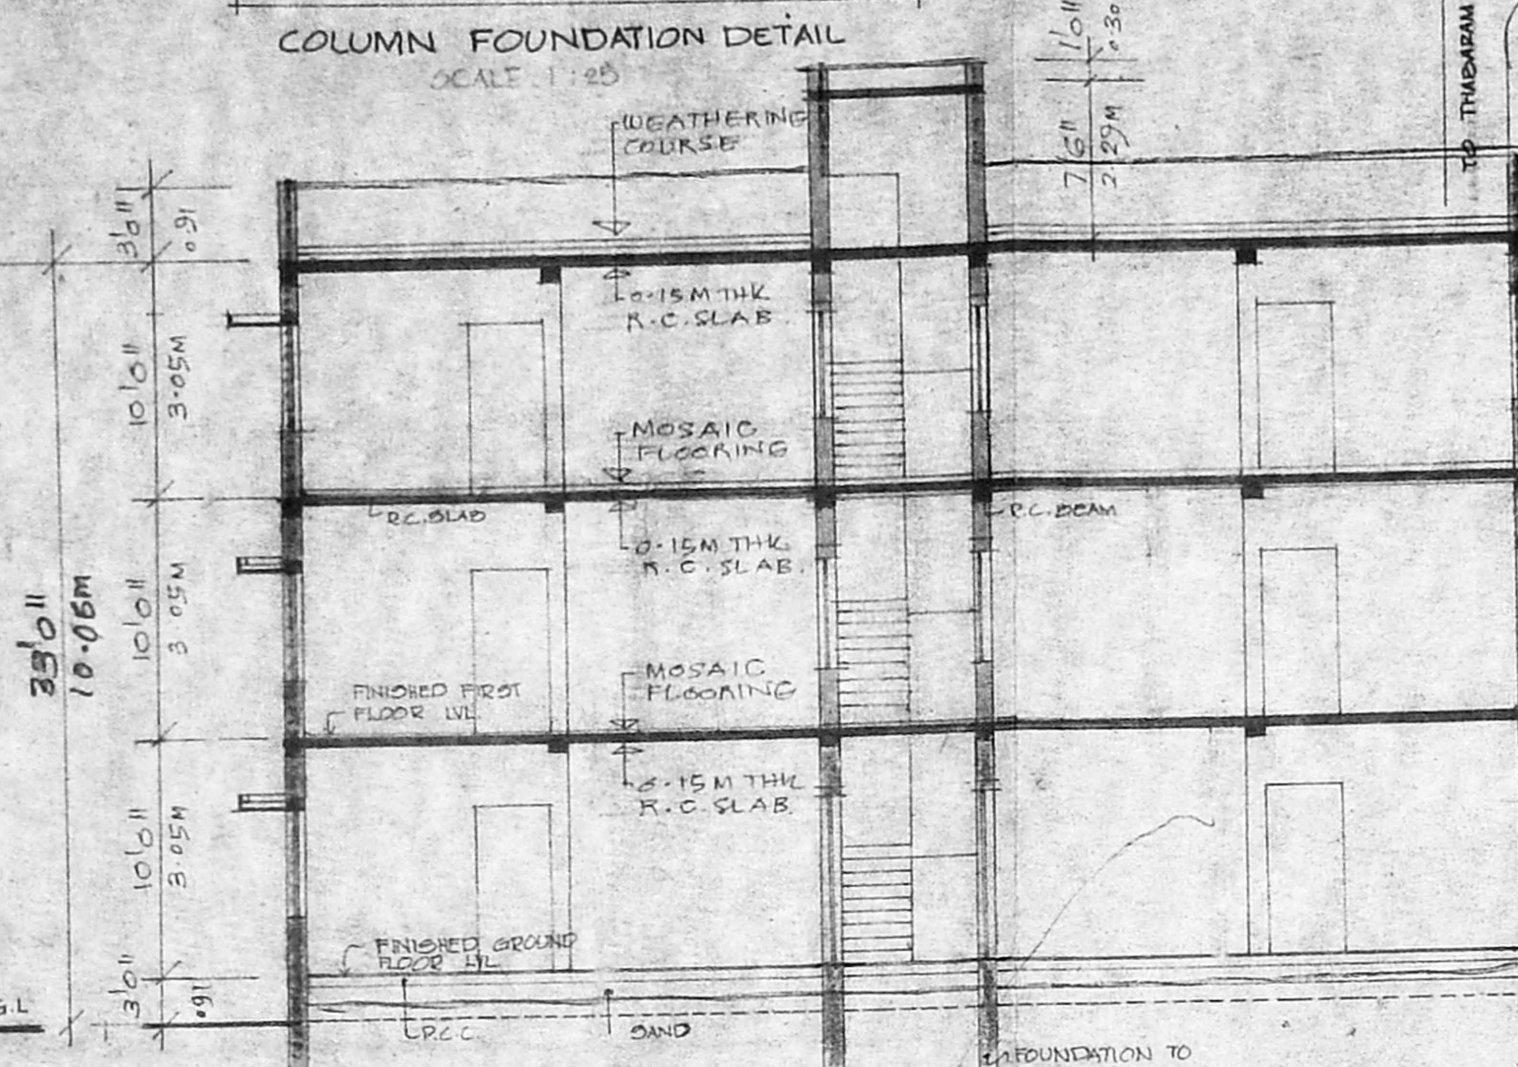 COLUMN FOUNDATION DETAIL
SCALE 1:25
WEATHERING
COURSE
1'0"
0.30
7'6"
2.29M
TO THABARAM
3'0"
.91
0.15M THK
R.C.SLAB
10'0"
3.05M
MOSAIC
FLOORING
R.C.SLAB
R.C.BEAM
0.15M THK
R.C.SLAB.
10'0"
3.05M
33'0"
10.06M
MOSAIC
FLOORING
FINISHED FIRST
FLOOR LVL
0.15M THK
R.C.SLAB.
10'0"
3.05M
FINISHED GROUND
FLOOR LVL
3'0"
.91
G.L
P.C.C.
SAND
FOUNDATION TO